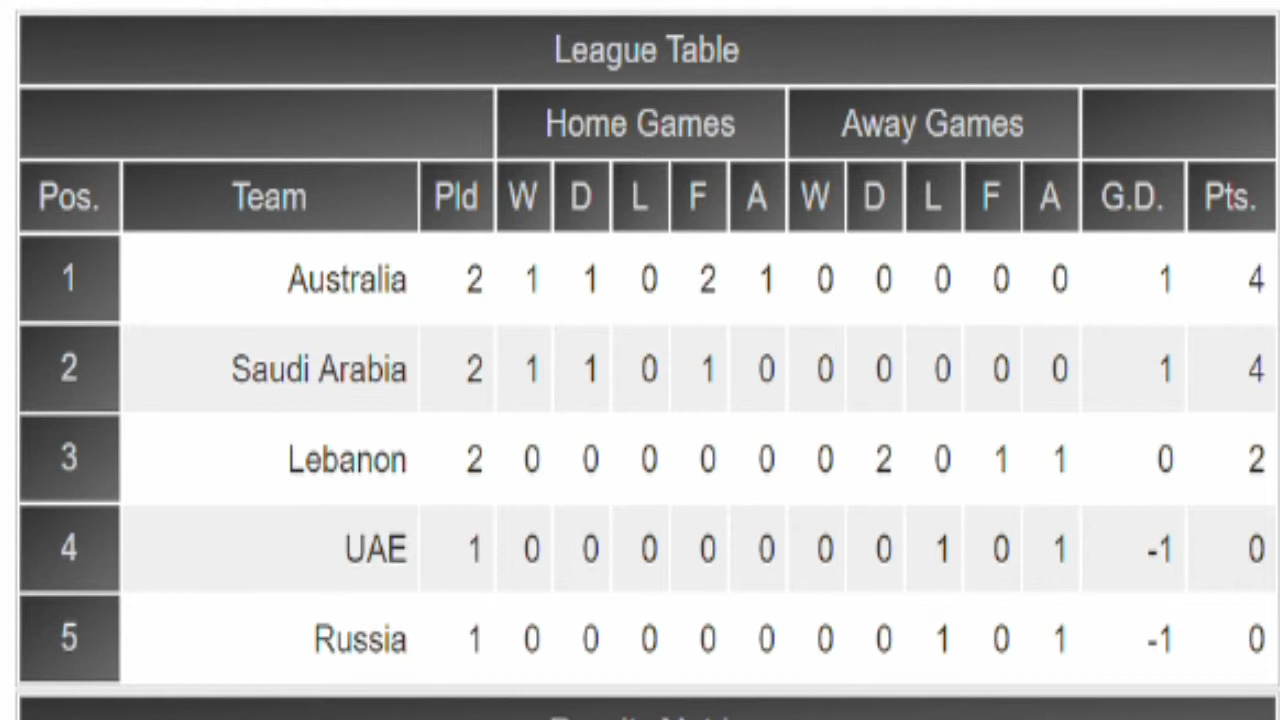 League Table
Home Games Away Games
Pos. Team Pld W D L F A W D L F A G.D. Pts.
1 Australia 2 1 1 0 2 1 0 0 0 0 0 1 4
2 Saudi Arabia 2 1 1 0 1 0 0 0 0 0 0 1 4
3 Lebanon 2 0 0 0 0 0 0 2 0 1 1 0 2
4 UAE 1 0 0 0 0 0 0 0 1 0 1 -1 0
5 Russia 1 0 0 0 0 0 0 0 1 0 1 -1 0